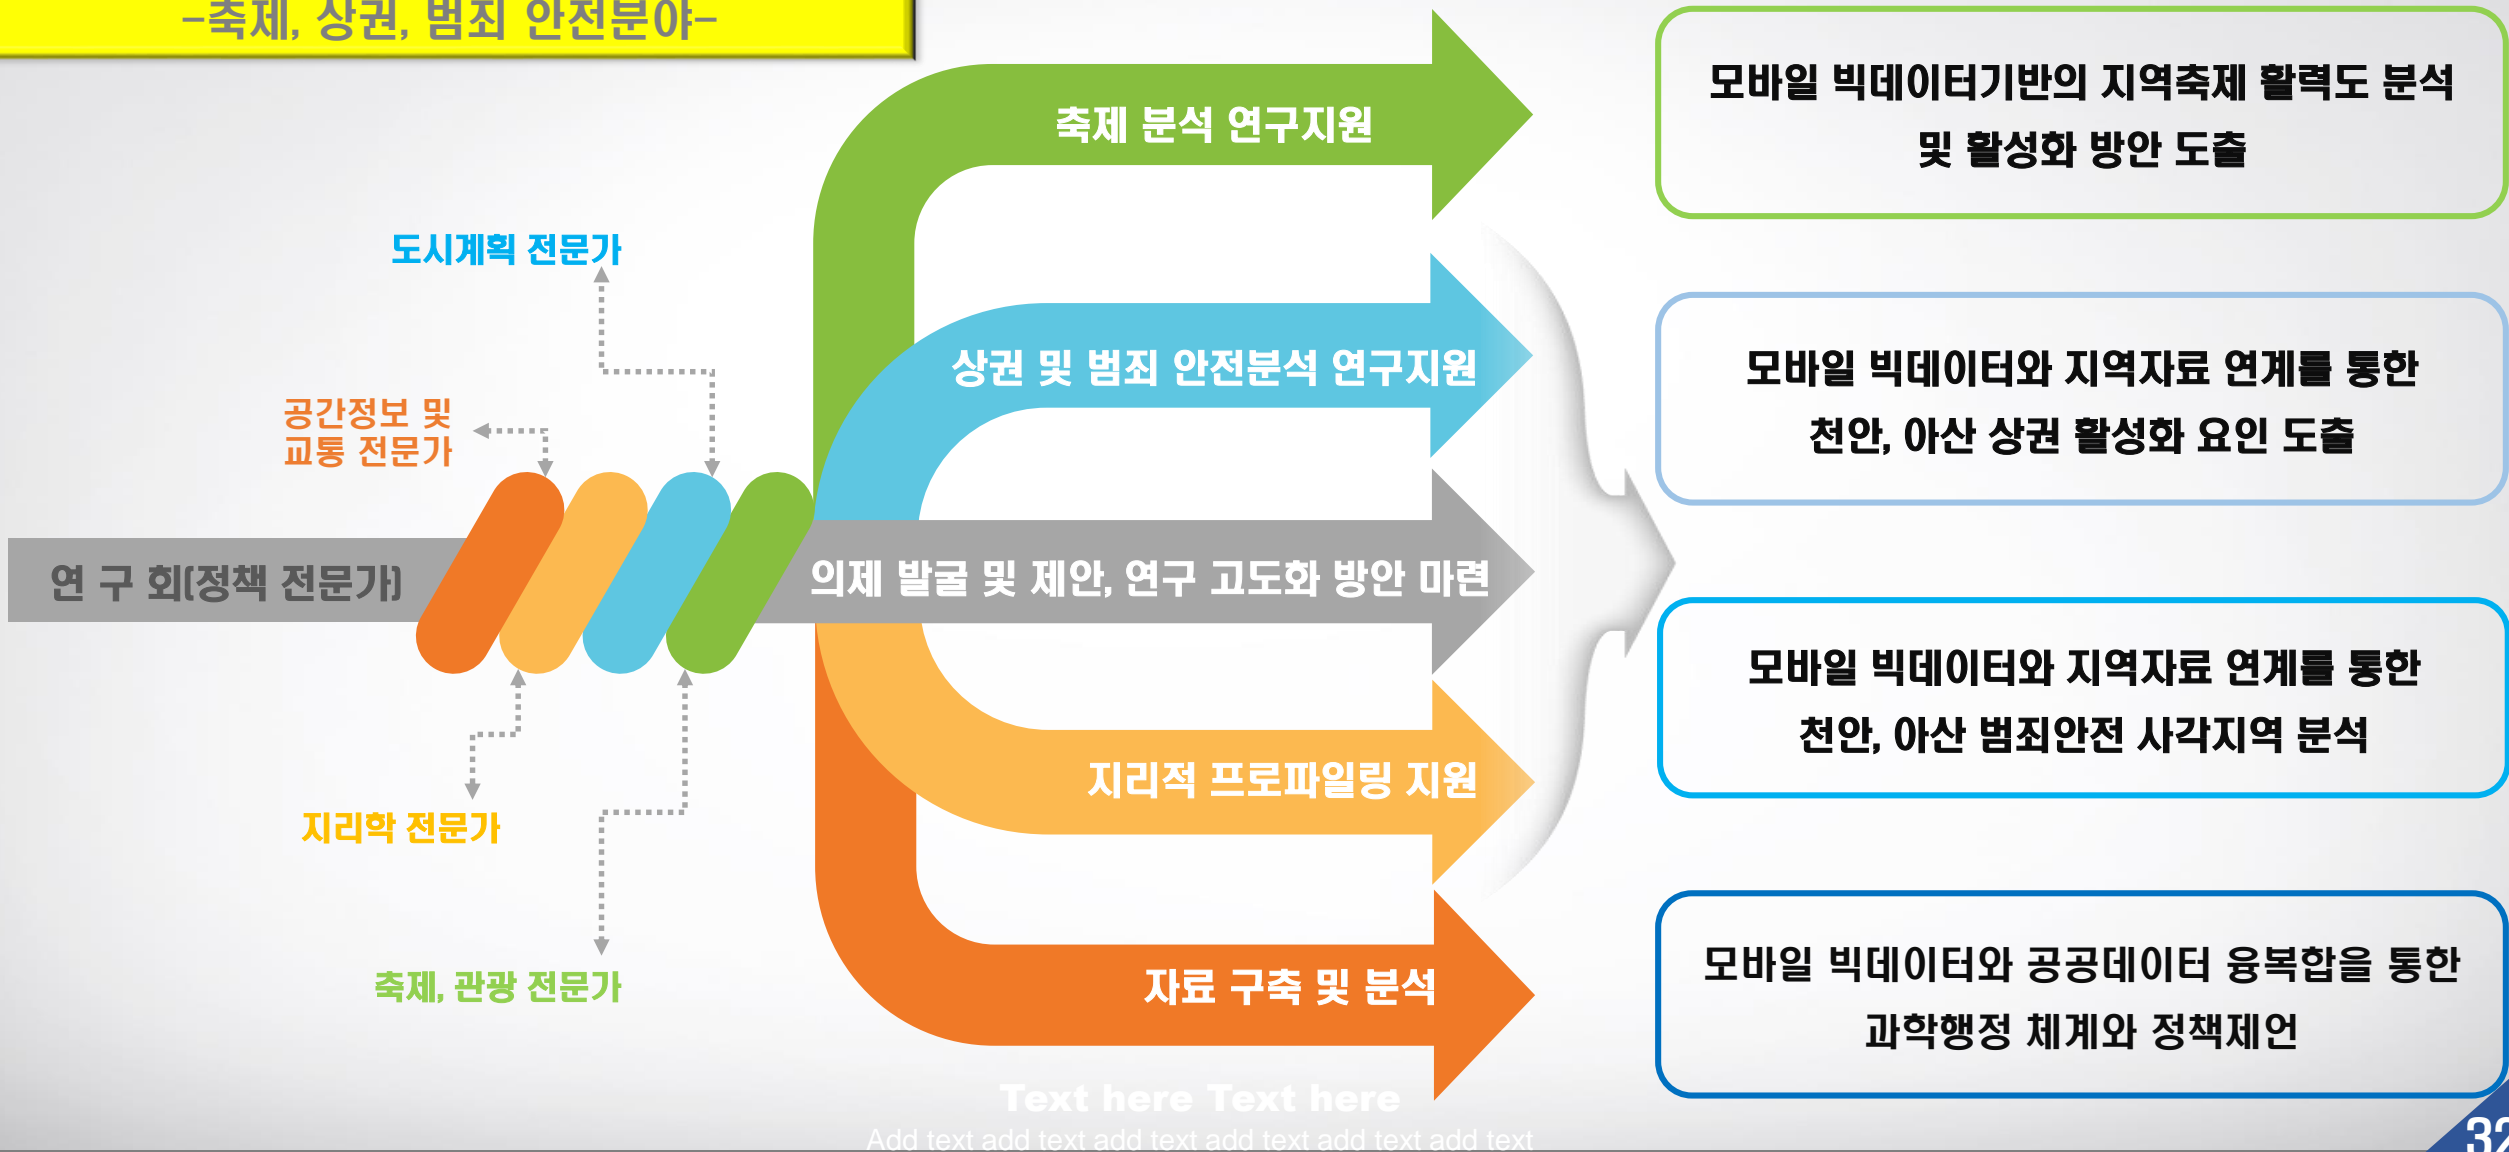 -축제, 상권, 범죄 안전분야-
축제 분석 연구지원
상권 및 범죄 안전분석 연구지원
의제 발굴 및 제안, 연구 고도화 방안 마련
지리적 프로파일링 지원
자료 구축 및 분석
도시계획 전문가
공간정보 및
교통 전문가
연 구 회(정책 전문가)
지리학 전문가
축제, 관광 전문가
모바일 빅데이터기반의 지역축제 활력도 분석
및 활성화 방안 도출
모바일 빅데이터와 지역자료 연계를 통한
천안, 아산 상권 활성화 요인 도출
모바일 빅데이터와 지역자료 연계를 통한
천안, 아산 범죄안전 사각지역 분석
모바일 빅데이터와 공공데이터 융복합을 통한
과학행정 체계와 정책제언
Text here Text here
Add text add text add text add text add text add text
32